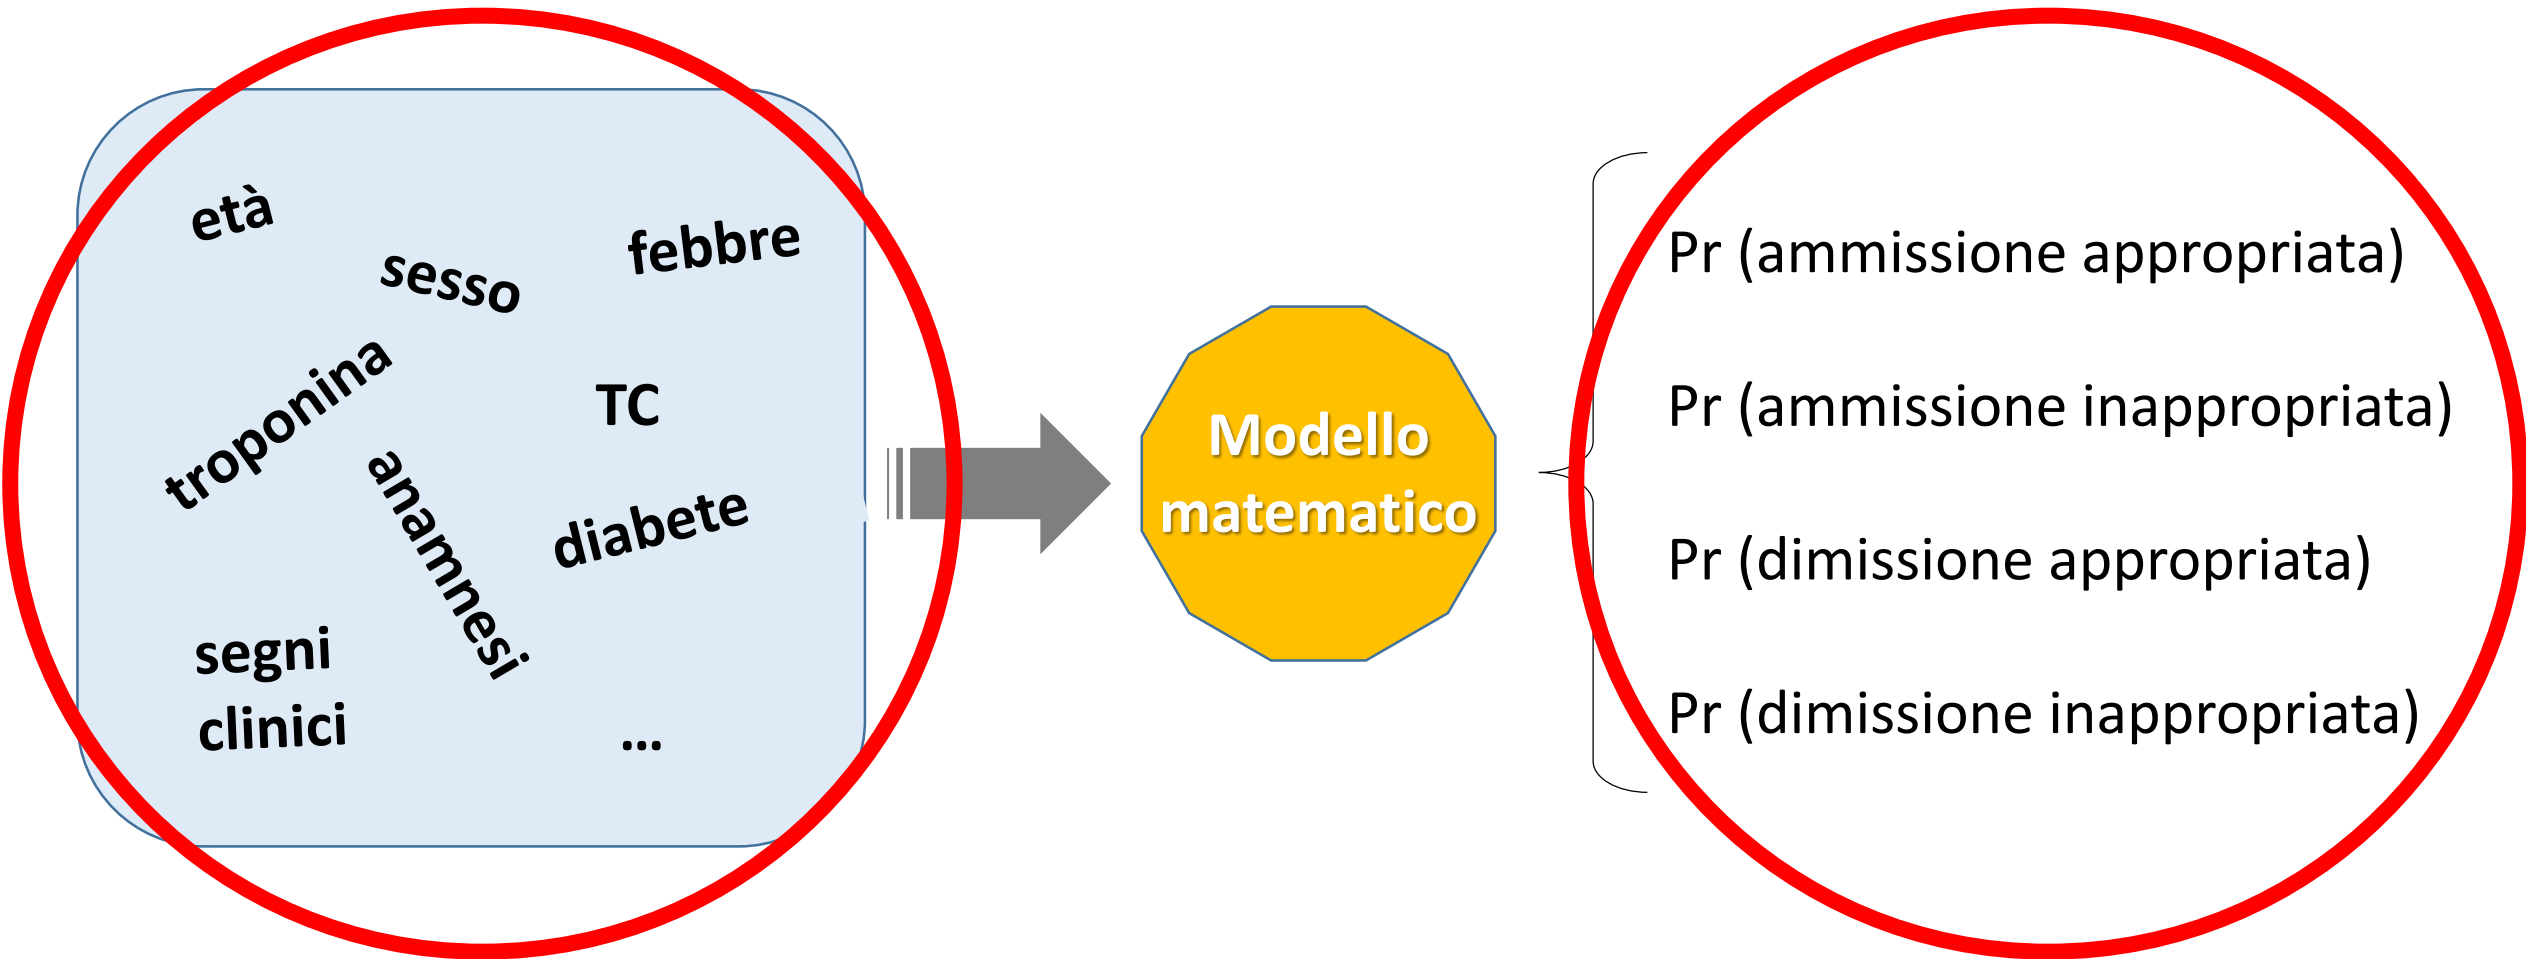 età
sesso
febbre
troponina
TC
anamnesi
diabete
segni
clinici
...
Modello
matematico
Pr (ammissione appropriata)
Pr (ammissione inappropriata)
Pr (dimissione appropriata)
Pr (dimissione inappropriata)